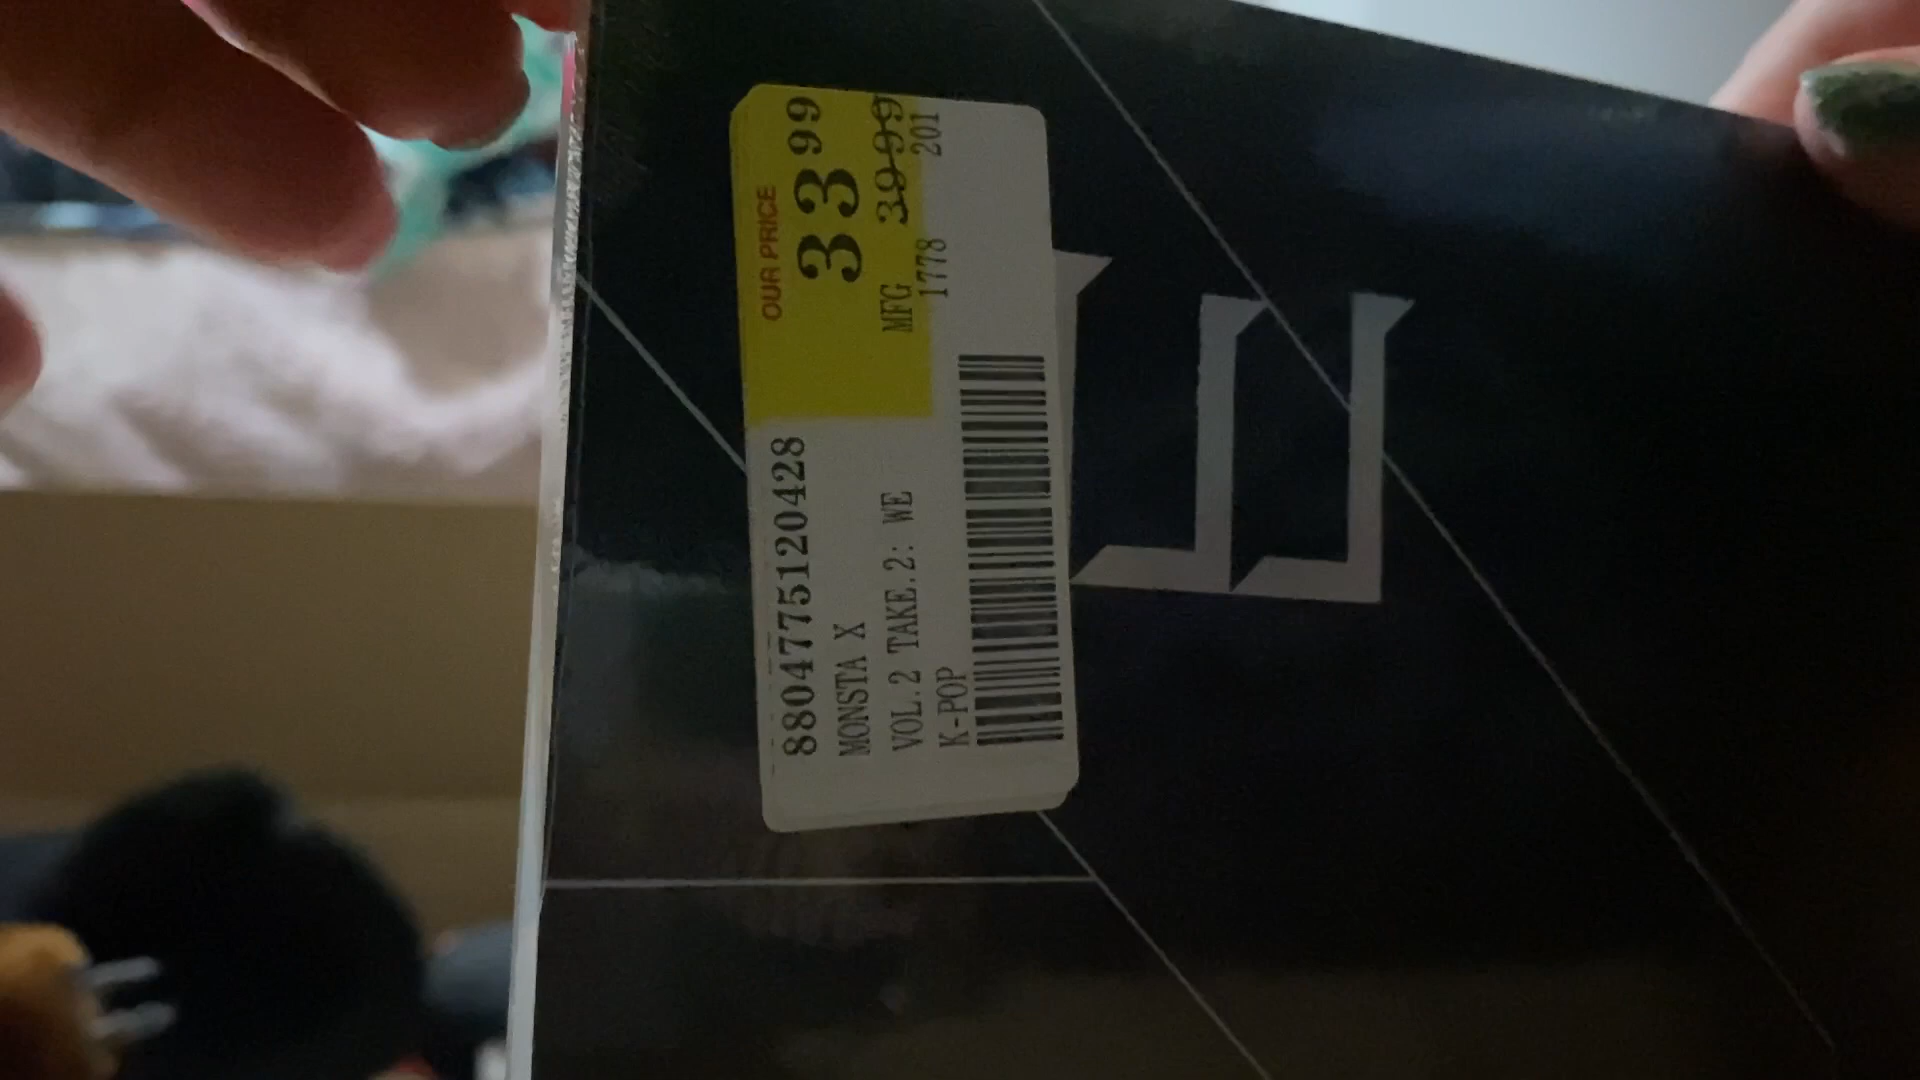 OUR PRICE
33 99
MFG 39.99
1778 201
8804775120428
MONSTA X
VOL.2 TAKE.2: WE
K-POP